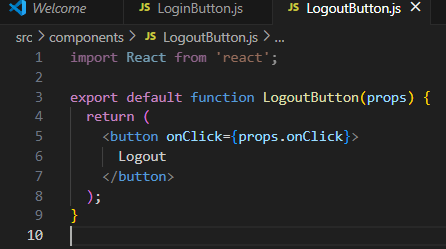 Welcome JS LoginButton.js JS LogoutButton.js ×
src > components > JS LogoutButton.js > ...
1 import React from 'react';
2
3 export default function LogoutButton(props) {
4 return (
5 <button onClick={props.onClick}>
6 Logout
7 </button>
8 );
9 }
10